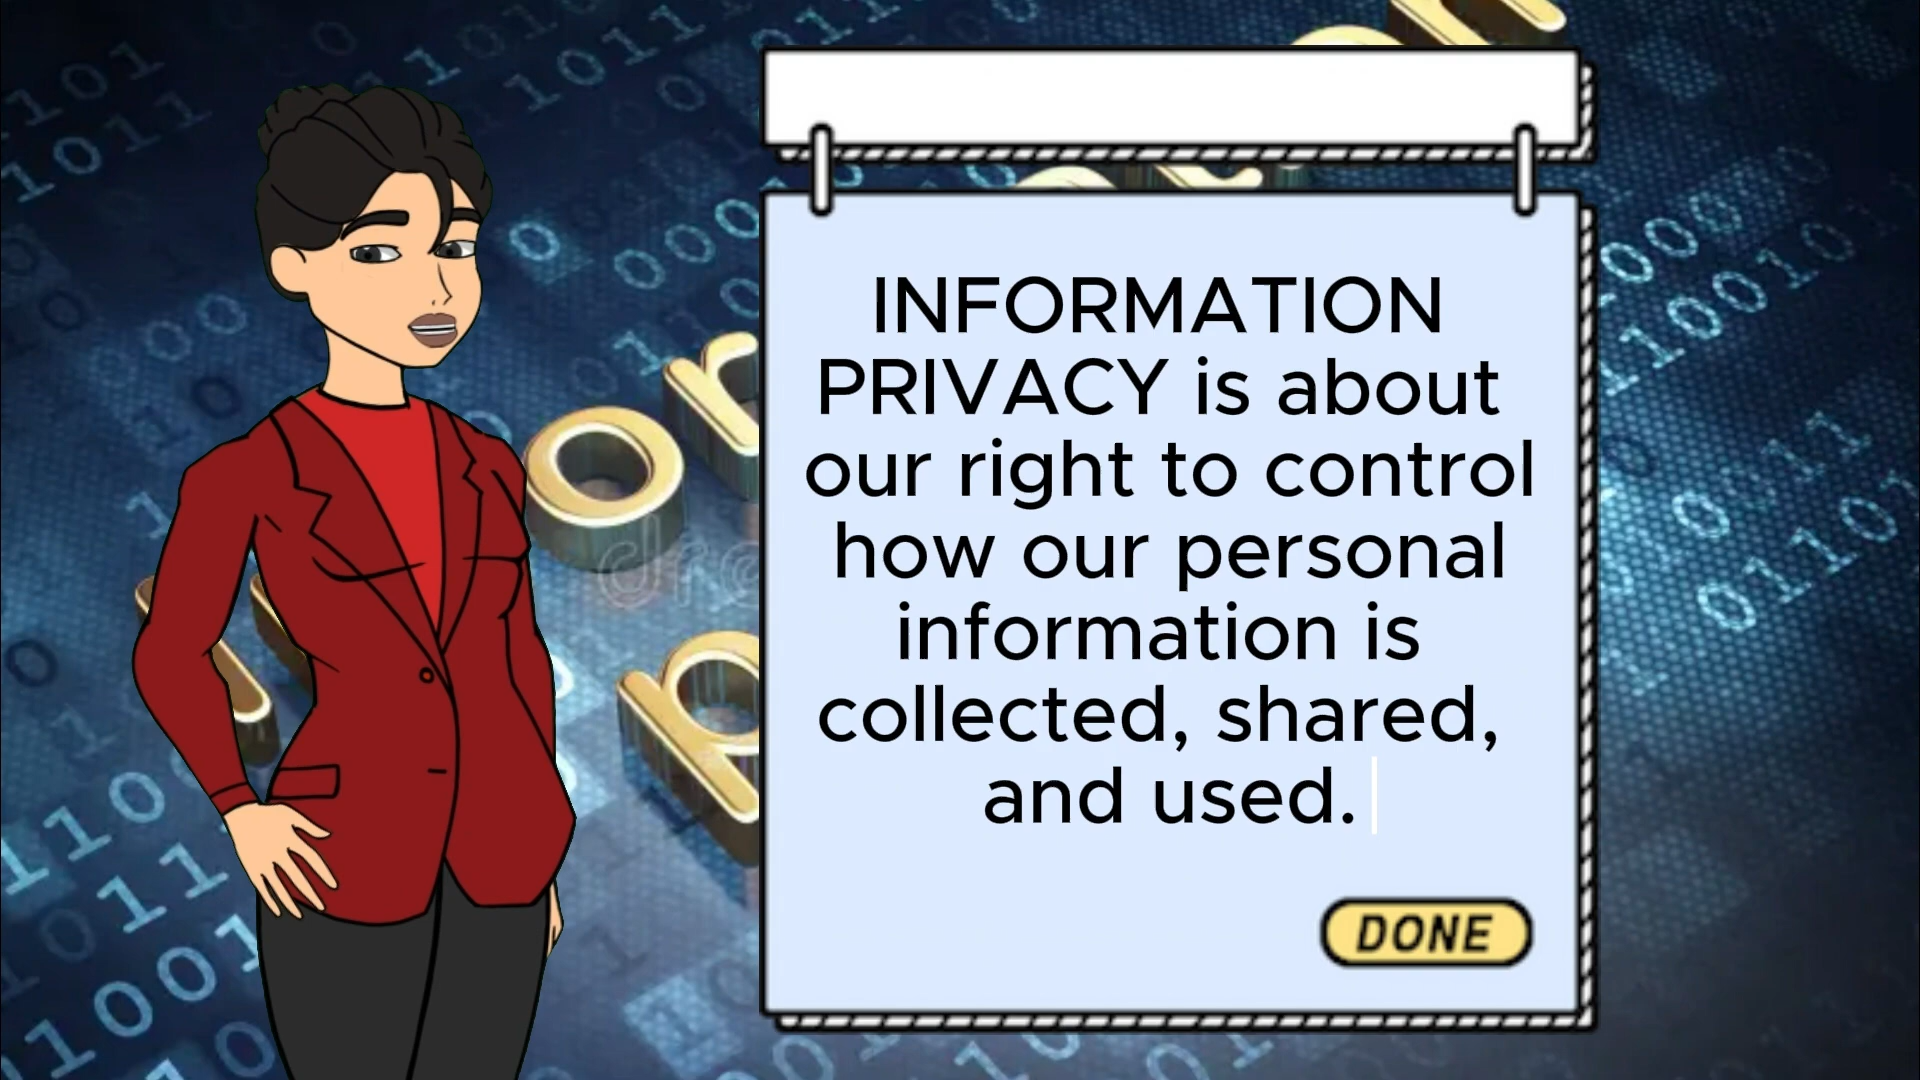 INFORMATION
PRIVACY is about
our right to control
how our personal
information is
collected, shared,
and used.
DONE